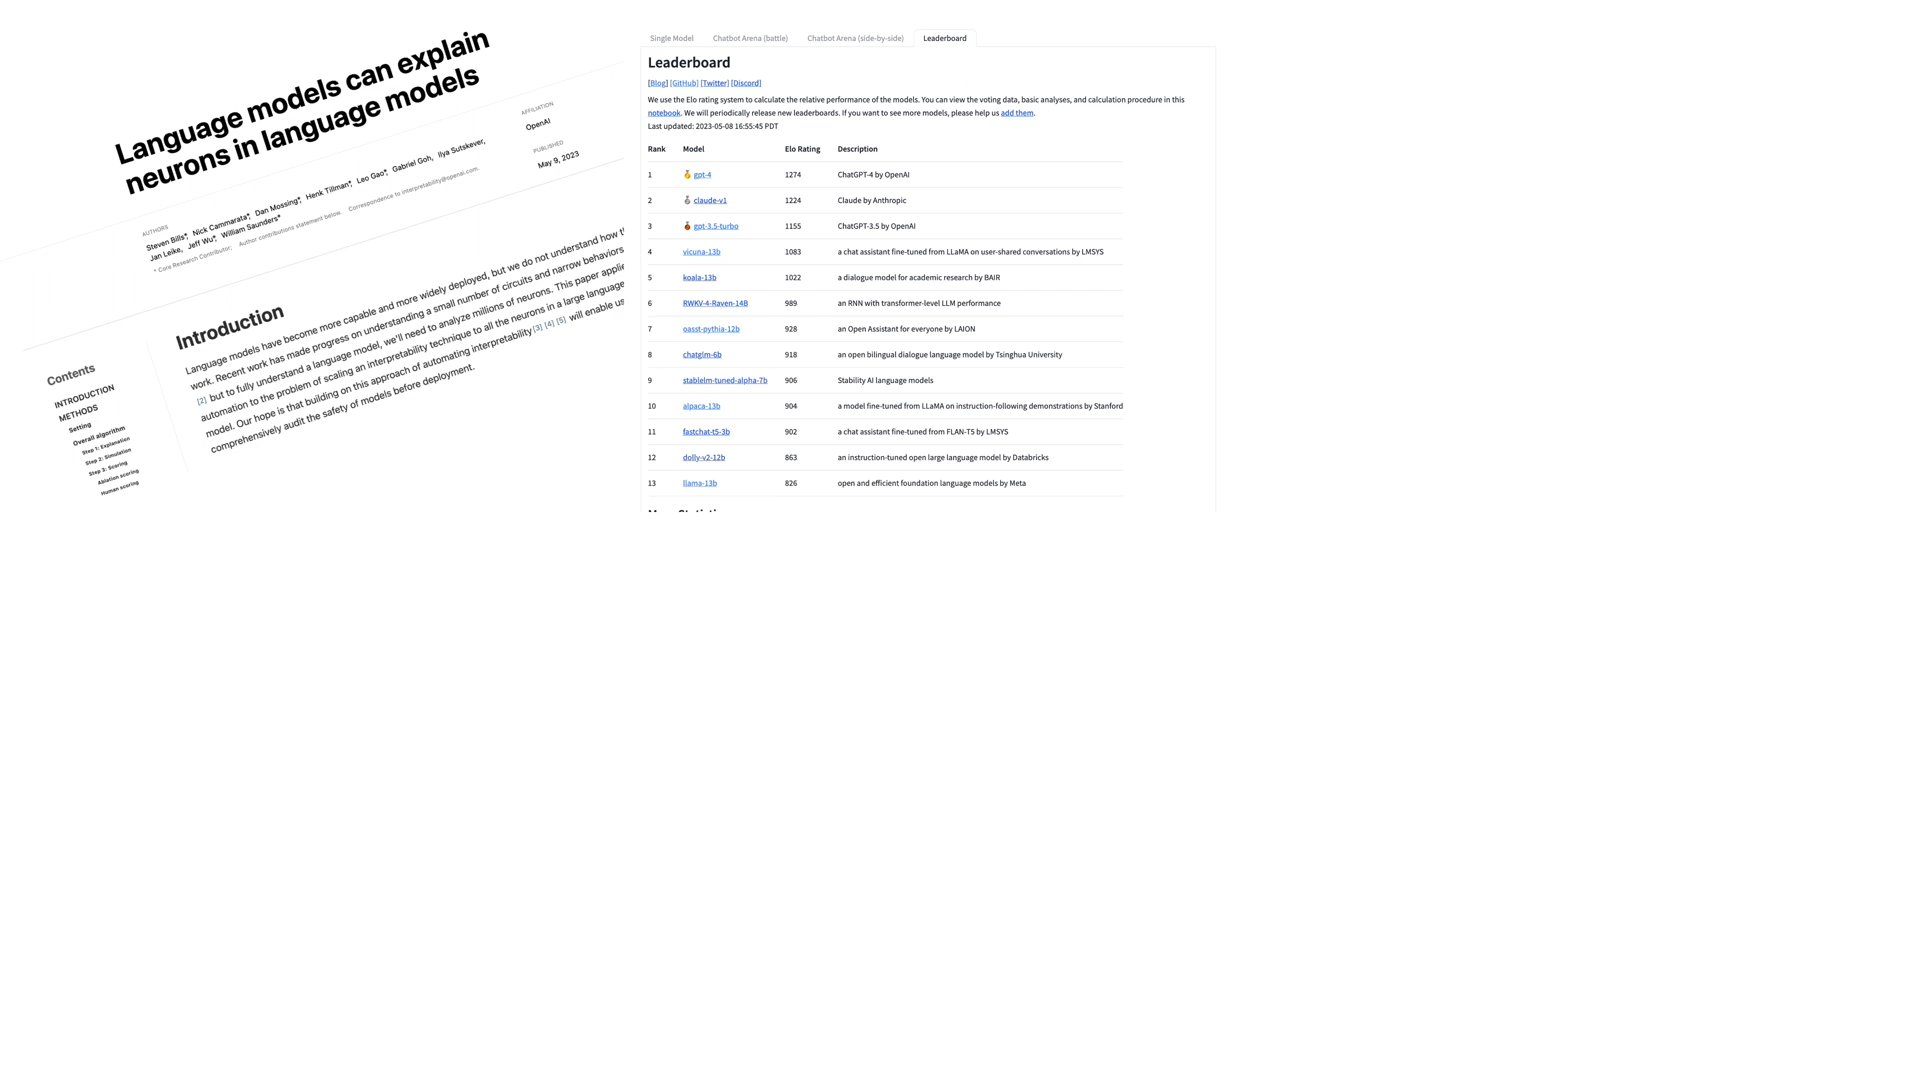 Language models can explain
neurons in language models
AUTHORS
Steven Bills*, Nick Cammarata*, Dan Mossing*, Henk Tillman*, Leo Gao*, Gabriel Goh, Ilya Sutskever,
Jan Leike, Jeff Wu*, William Saunders*
* Core Research Contributor; Author contributions statement below. Correspondence to interpretability@openai.com.
AFFILIATION
OpenAI
PUBLISHED
May 9, 2023
Contents
INTRODUCTION
METHODS
Setting
Overall algorithm
Step 1: Explanation
Step 2: Simulation
Step 3: Scoring
Ablation scoring
Human scoring
Introduction
Language models have become more capable and more widely deployed, but we do not understand how
work. Recent work has made progress on understanding a small number of circuits and narrow behaviors
[2] but to fully understand a language model, we'll need to analyze millions of neurons. This paper applie
automation to the problem of scaling an interpretability technique to all the neurons in a large language
model. Our hope is that building on this approach of automating interpretability [3] [4] [5] will enable us
comprehensively audit the safety of models before deployment.
Single Model Chatbot Arena (battle) Chatbot Arena (side-by-side) Leaderboard
Leaderboard
[Blog] [GitHub] [Twitter] [Discord]
We use the Elo rating system to calculate the relative performance of the models. You can view the voting data, basic analyses, and calculation procedure in this
notebook. We will periodically release new leaderboards. If you want to see more models, please help us add them.
Last updated: 2023-05-08 16:55:45 PDT
Rank Model Elo Rating Description
1 🥇 gpt-4 1274 ChatGPT-4 by OpenAI
2 🥈 claude-v1 1224 Claude by Anthropic
3 🥉 gpt-3.5-turbo 1155 ChatGPT-3.5 by OpenAI
4 vicuna-13b 1083 a chat assistant fine-tuned from LLaMA on user-shared conversations by LMSYS
5 koala-13b 1022 a dialogue model for academic research by BAIR
6 RWKV-4-Raven-14B 989 an RNN with transformer-level LLM performance
7 oasst-pythia-12b 928 an Open Assistant for everyone by LAION
8 chatglm-6b 918 an open bilingual dialogue language model by Tsinghua University
9 stablelm-tuned-alpha-7b 906 Stability AI language models
10 alpaca-13b 904 a model fine-tuned from LLaMA on instruction-following demonstrations by Stanford
11 fastchat-t5-3b 902 a chat assistant fine-tuned from FLAN-T5 by LMSYS
12 dolly-v2-12b 863 an instruction-tuned open large language model by Databricks
13 llama-13b 826 open and efficient foundation language models by Meta